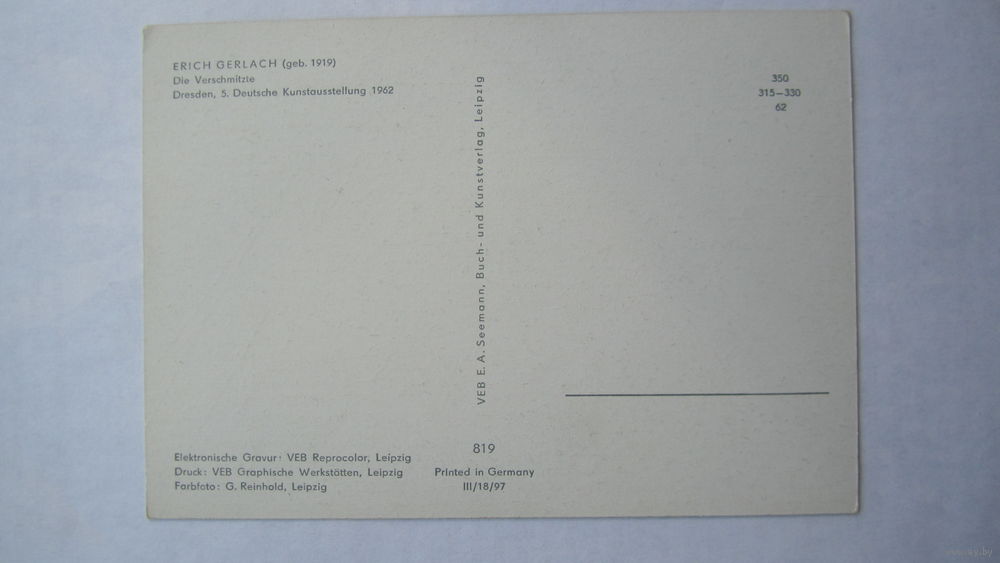 ERICH GERLACH (geb. 1919)
Die Verschmitzte
Dresden, 5. Deutsche Kunstausstellung 1962
350
315–330
62
VEB E. A. Seemann, Buch- und Kunstverlag, Leipzig
Elektronische Gravur: VEB Reprocolor, Leipzig
Druck: VEB Graphische Werkstätten, Leipzig
Farbfoto: G. Reinhold, Leipzig
819
Printed in Germany
III/18/97